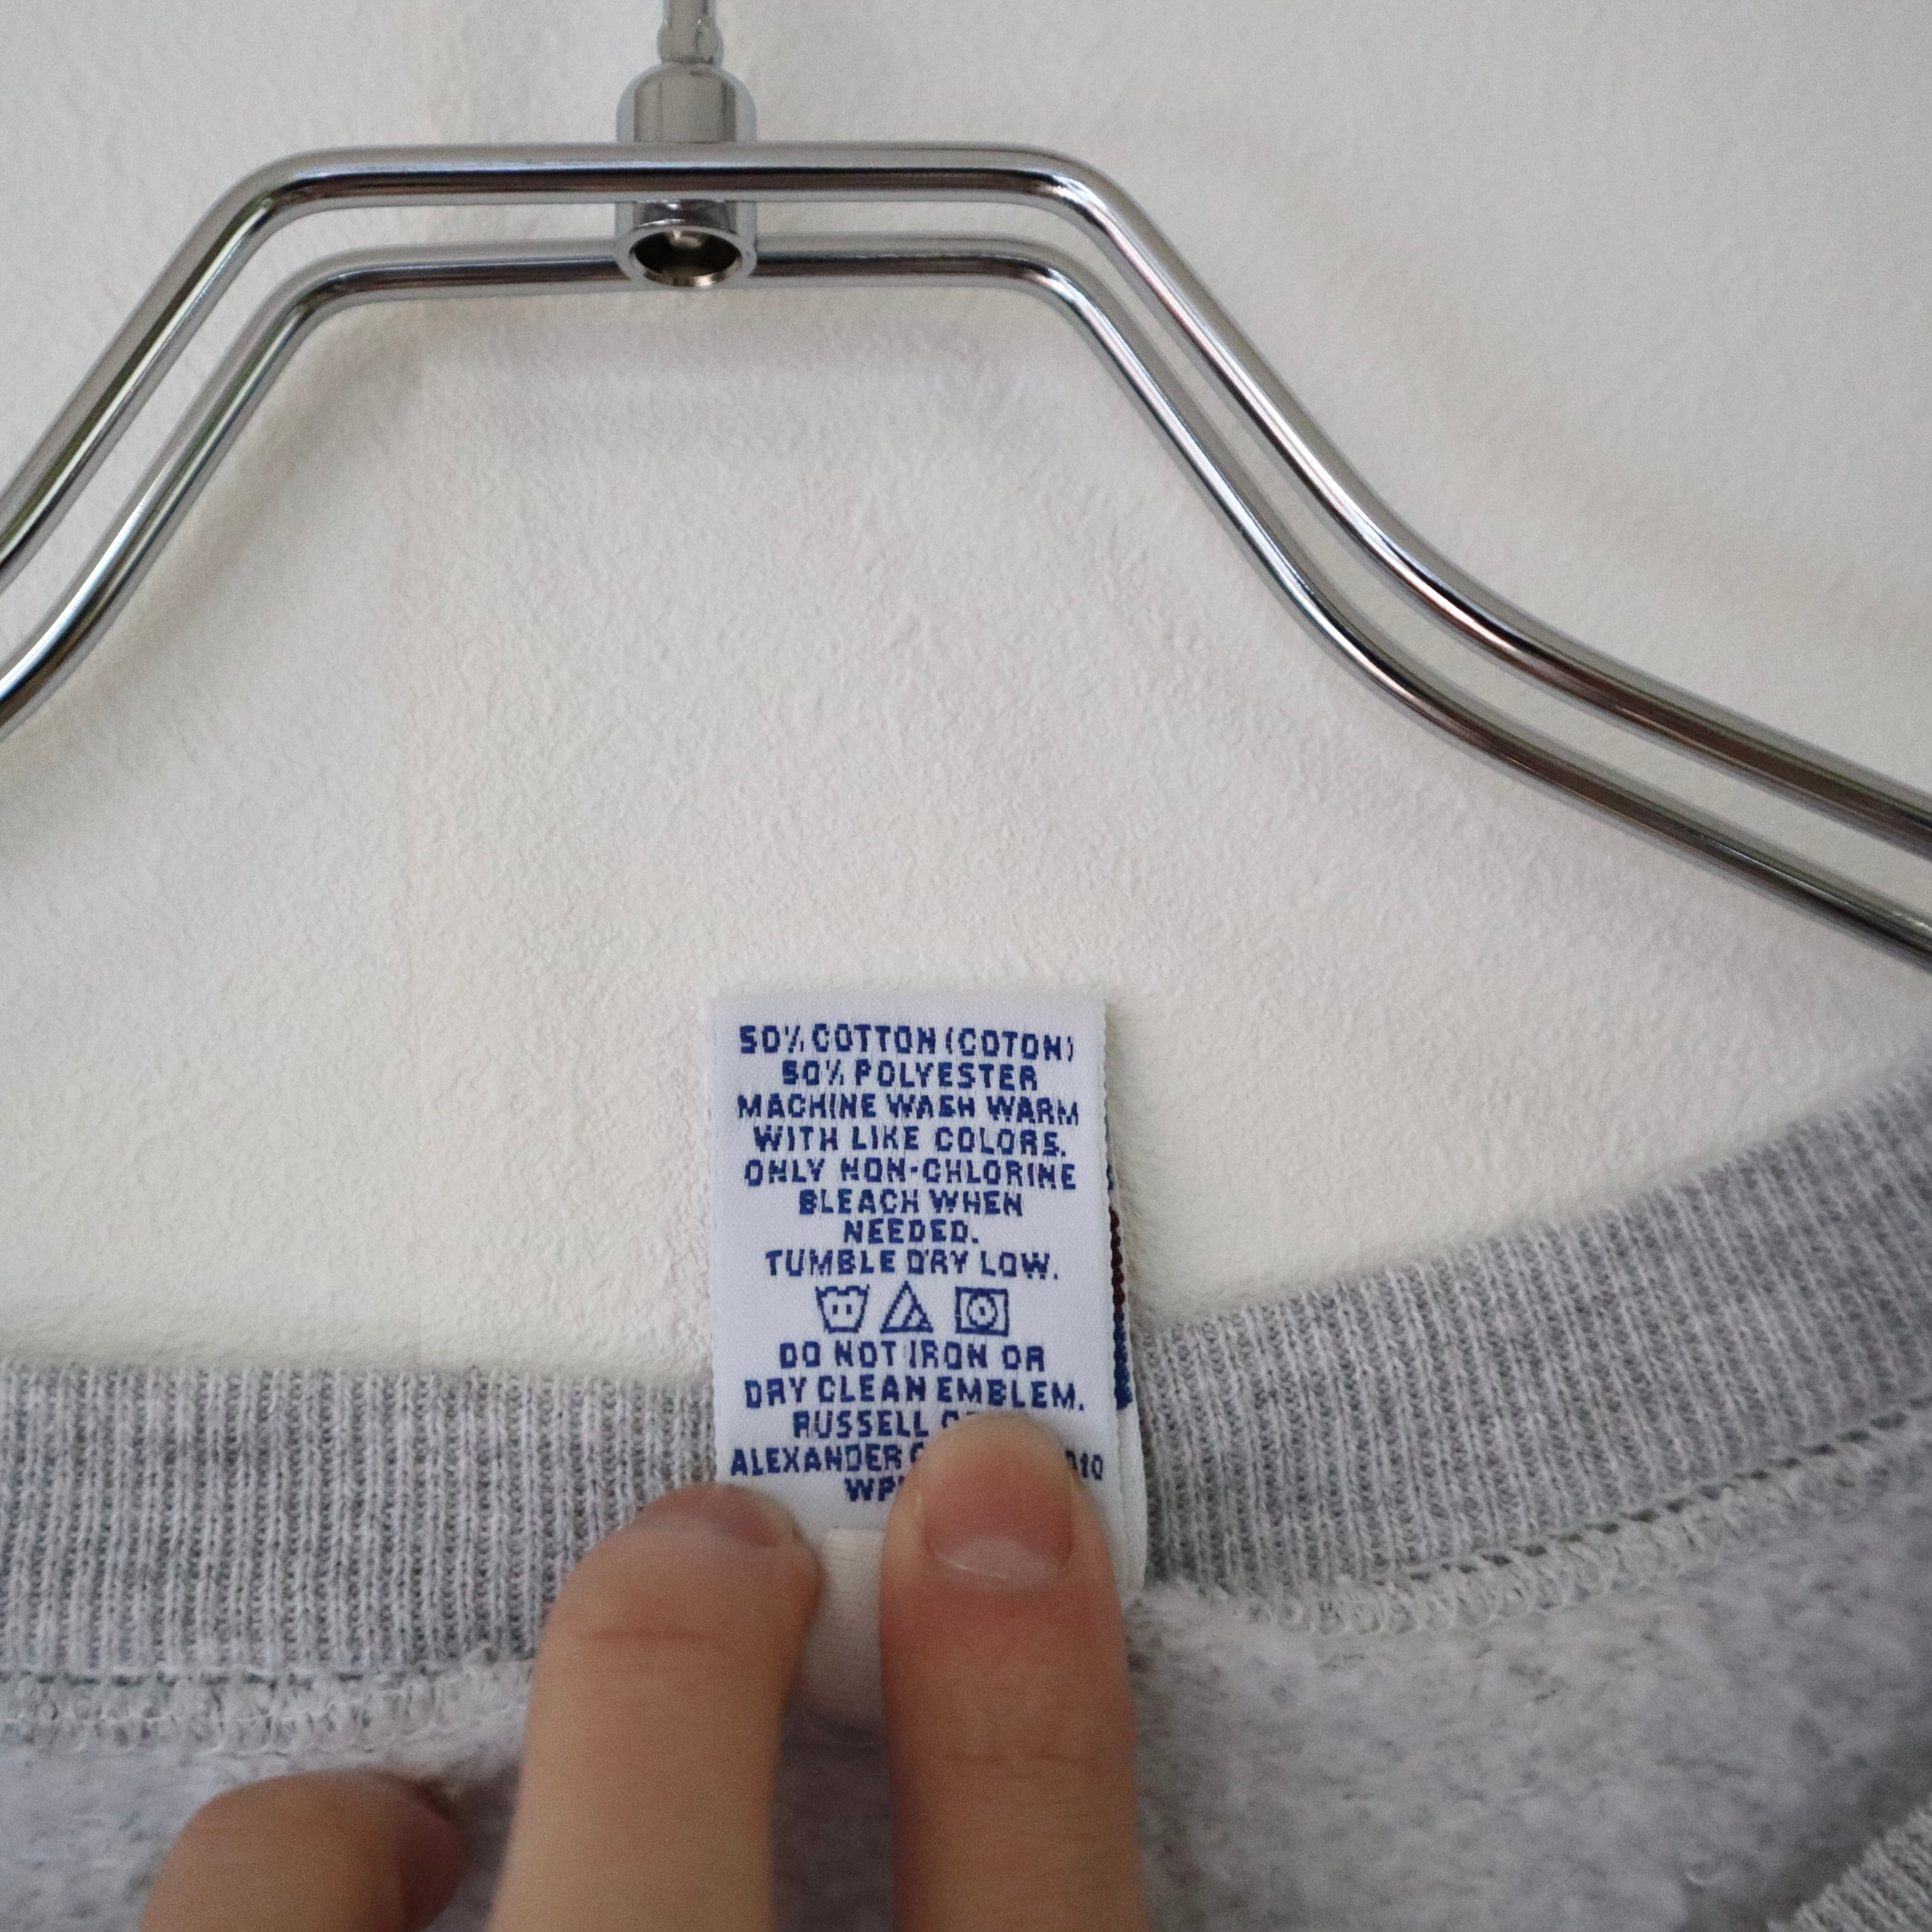 50% COTTON (COTON)
50% POLYESTER
MACHINE WASH WARM
WITH LIKE COLORS.
ONLY NON-CHLORINE
BLEACH WHEN
NEEDED.
TUMBLE DRY LOW.
DO NOT IRON OR
DRY CLEAN EMBLEM.
RUSSELL
ALEXANDER